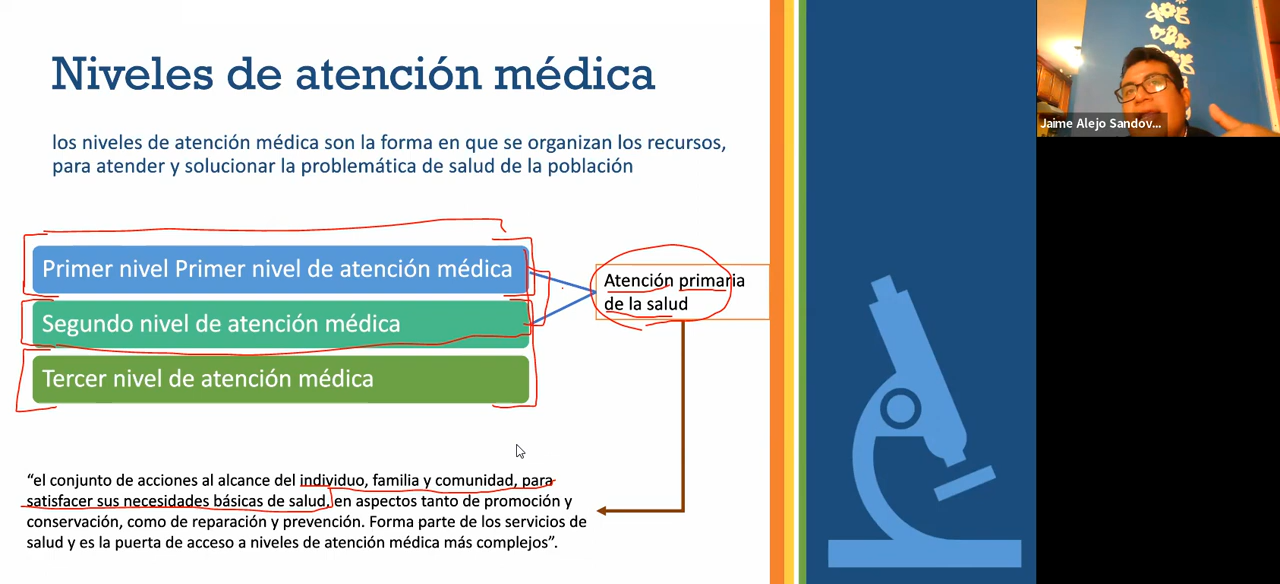 Niveles de atención médica
los niveles de atención médica son la forma en que se organizan los recursos,
para atender y solucionar la problemática de salud de la población
Primer nivel Primer nivel de atención médica
Segundo nivel de atención médica
Tercer nivel de atención médica
Atención primaria
de la salud
“el conjunto de acciones al alcance del individuo, familia y comunidad, para
satisfacer sus necesidades básicas de salud, en aspectos tanto de promoción y
conservación, como de reparación y prevención. Forma parte de los servicios de
salud y es la puerta de acceso a niveles de atención médica más complejos”.
Jaime Alejo Sandov...